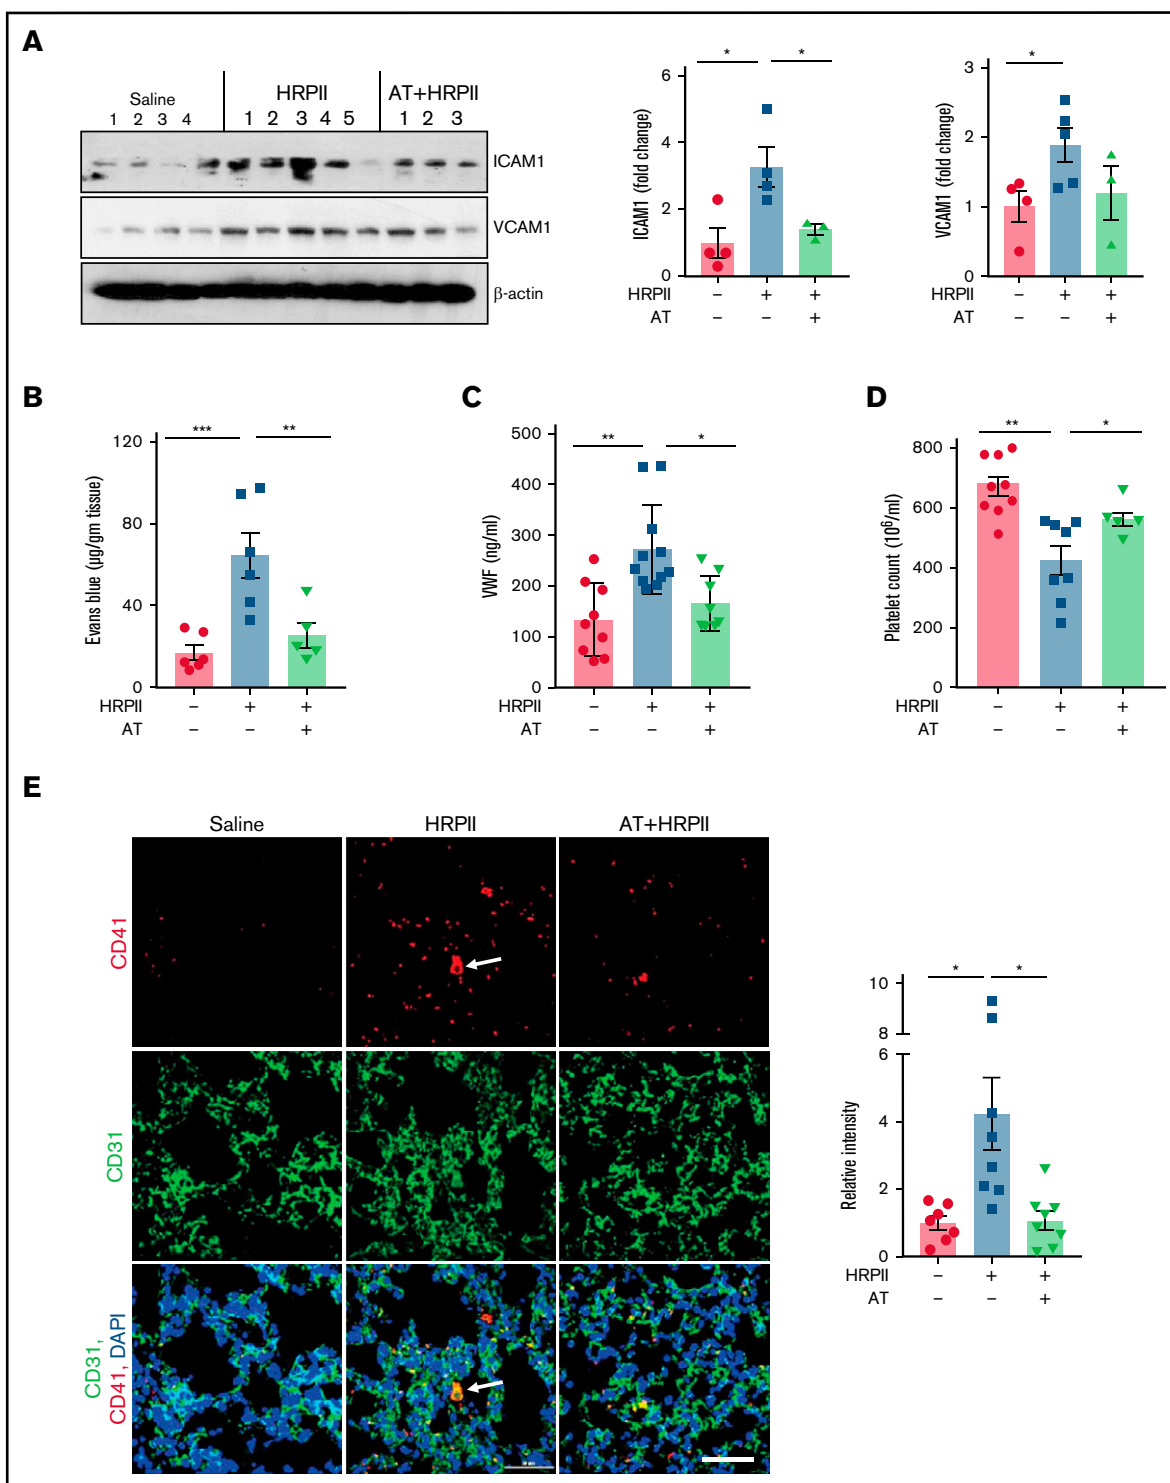 A
Saline
HRPII
AT+HRPII
1 2 3 4
1 2 3 4 5
1 2 3
ICAM1
VCAM1
β-actin
ICAM1 (fold change)
6
4
2
0
* *
HRPII – + +
AT – – +
VCAM1 (fold change)
3
2
1
0
*
HRPII – + +
AT – – +
B
Evans blue (µg/gm tissue)
120
80
40
0
*** **
HRPII – + +
AT – – +
C
VWF (ng/ml)
500
400
300
200
100
0
** *
HRPII – + +
AT – – +
D
Platelet count (10⁶/ml)
800
600
400
200
0
** *
HRPII – + +
AT – – +
E
Saline
HRPII
AT+HRPII
CD41
CD31
CD31,
CD41, DAPI
Relative intensity
10
8
6
4
2
0
* *
HRPII – + +
AT – – +